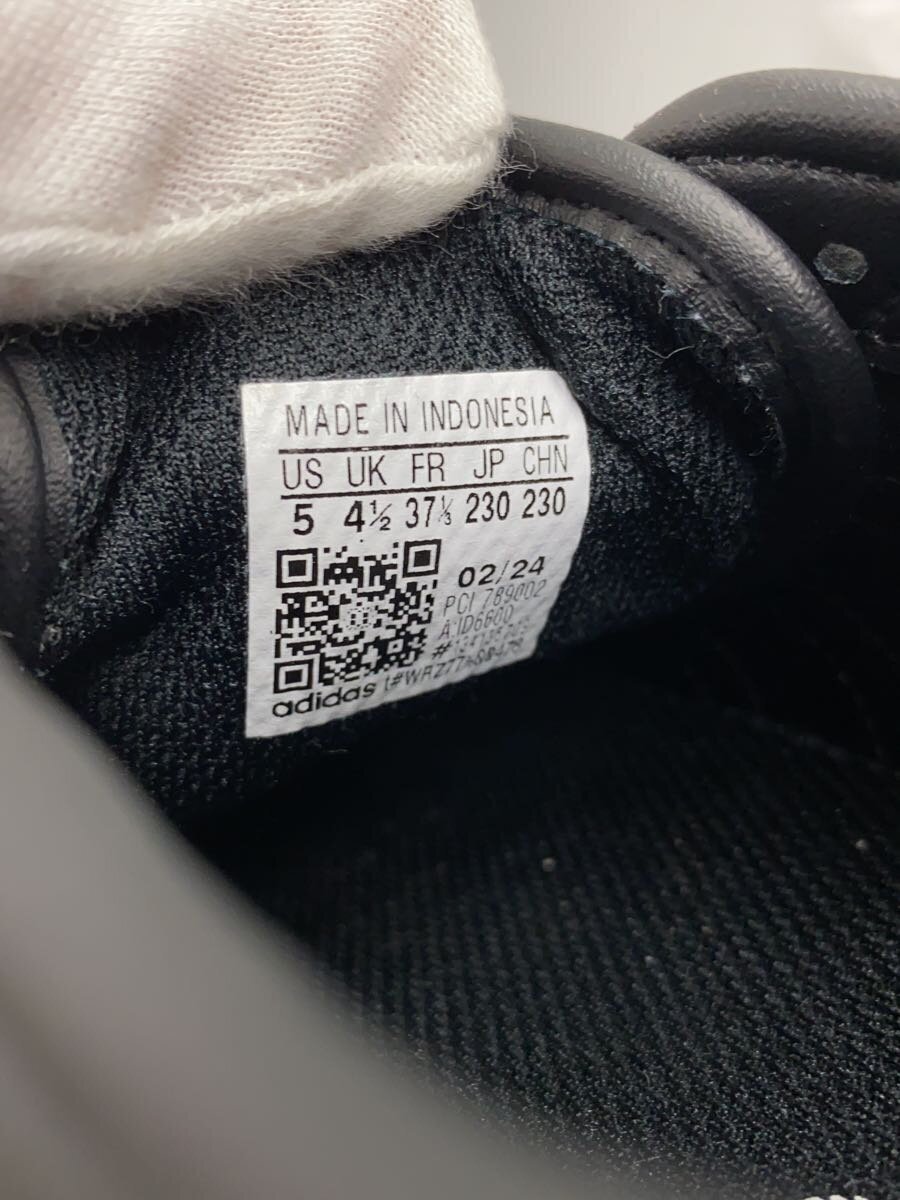 MADE IN INDONESIA
US UK FR JP CHN
5 4½ 37⅓ 230 230
02/24
PCI 789002
A:ID6600
adidas